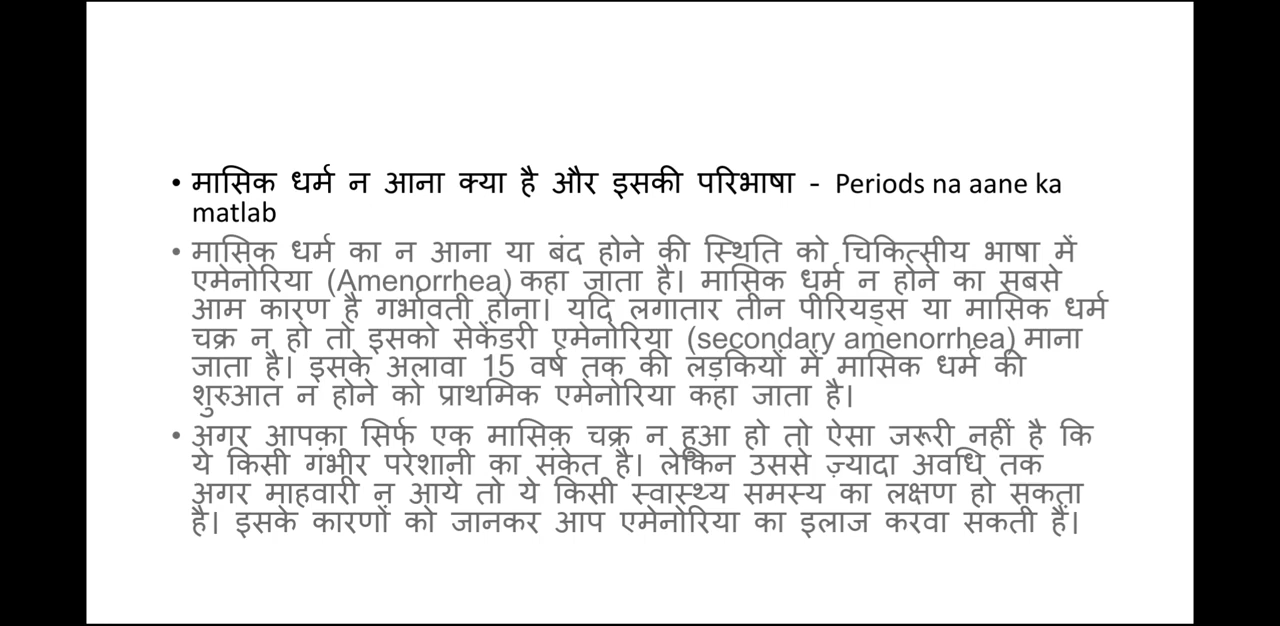 • मासिक धर्म न आना क्या है और इसकी परिभाषा - Periods na aane ka
matlab
• मासिक धर्म का न आना या बंद होने की स्थिति को चिकित्सीय भाषा में
एमेनोरिया (Amenorrhea) कहा जाता है। मासिक धर्म न होने का सबसे
आम कारण है गर्भावती होना। यदि लगातार तीन पीरियड्स या मासिक धर्म
चक्र न हो तो इसको सेकेंडरी एमेनोरिया (secondary amenorrhea) माना
जाता है। इसके अलावा 15 वर्ष तक की लड़कियों में मासिक धर्म की
शुरुआत न होने को प्राथमिक एमेनोरिया कहा जाता है।
• अगर आपका सिर्फ एक मासिक चक्र न हूआ हो तो ऐसा जरूरी नहीं है कि
ये किसी गंभीर परेशानी का संकेत है। लेकिन उससे ज़्यादा अवधि तक
अगर माहवारी न आये तो ये किसी स्वास्थ्य समस्य का लक्षण हो सकता
है। इसके कारणों को जानकर आप एमेनोरिया का इलाज करवा सकती हैं।